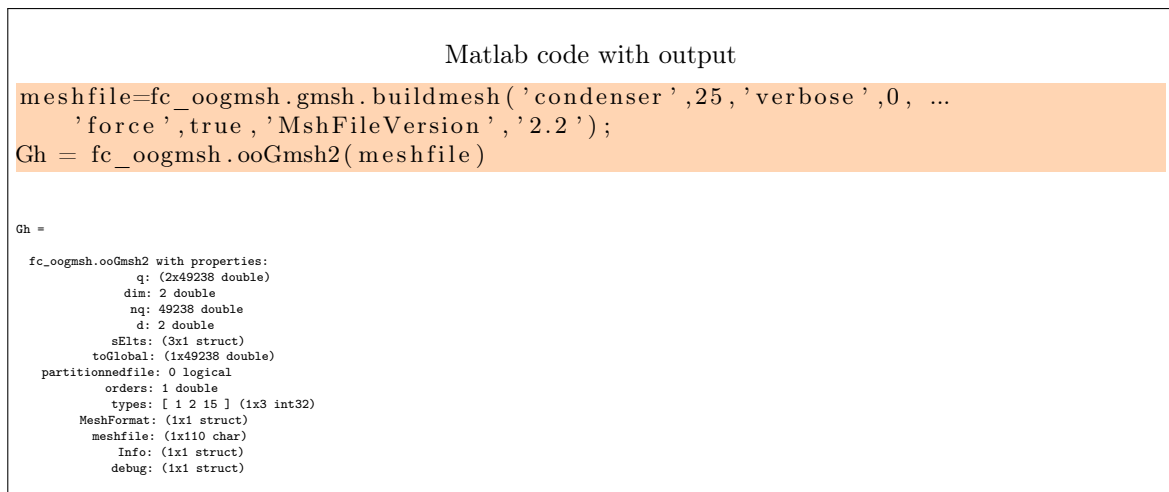 Matlab code with output
meshfile=fc_oogmsh.gmsh.buildmesh('condenser',25,'verbose',0, ...
'force',true,'MshFileVersion','2.2');
Gh = fc_oogmsh.ooGmsh2(meshfile)
Gh =
fc_oogmsh.ooGmsh2 with properties:
q: (2x49238 double)
dim: 2 double
nq: 49238 double
d: 2 double
sElts: (3x1 struct)
toGlobal: (1x49238 double)
partitionnedfile: 0 logical
orders: 1 double
types: [ 1 2 15 ] (1x3 int32)
MeshFormat: (1x1 struct)
meshfile: (1x110 char)
Info: (1x1 struct)
debug: (1x1 struct)